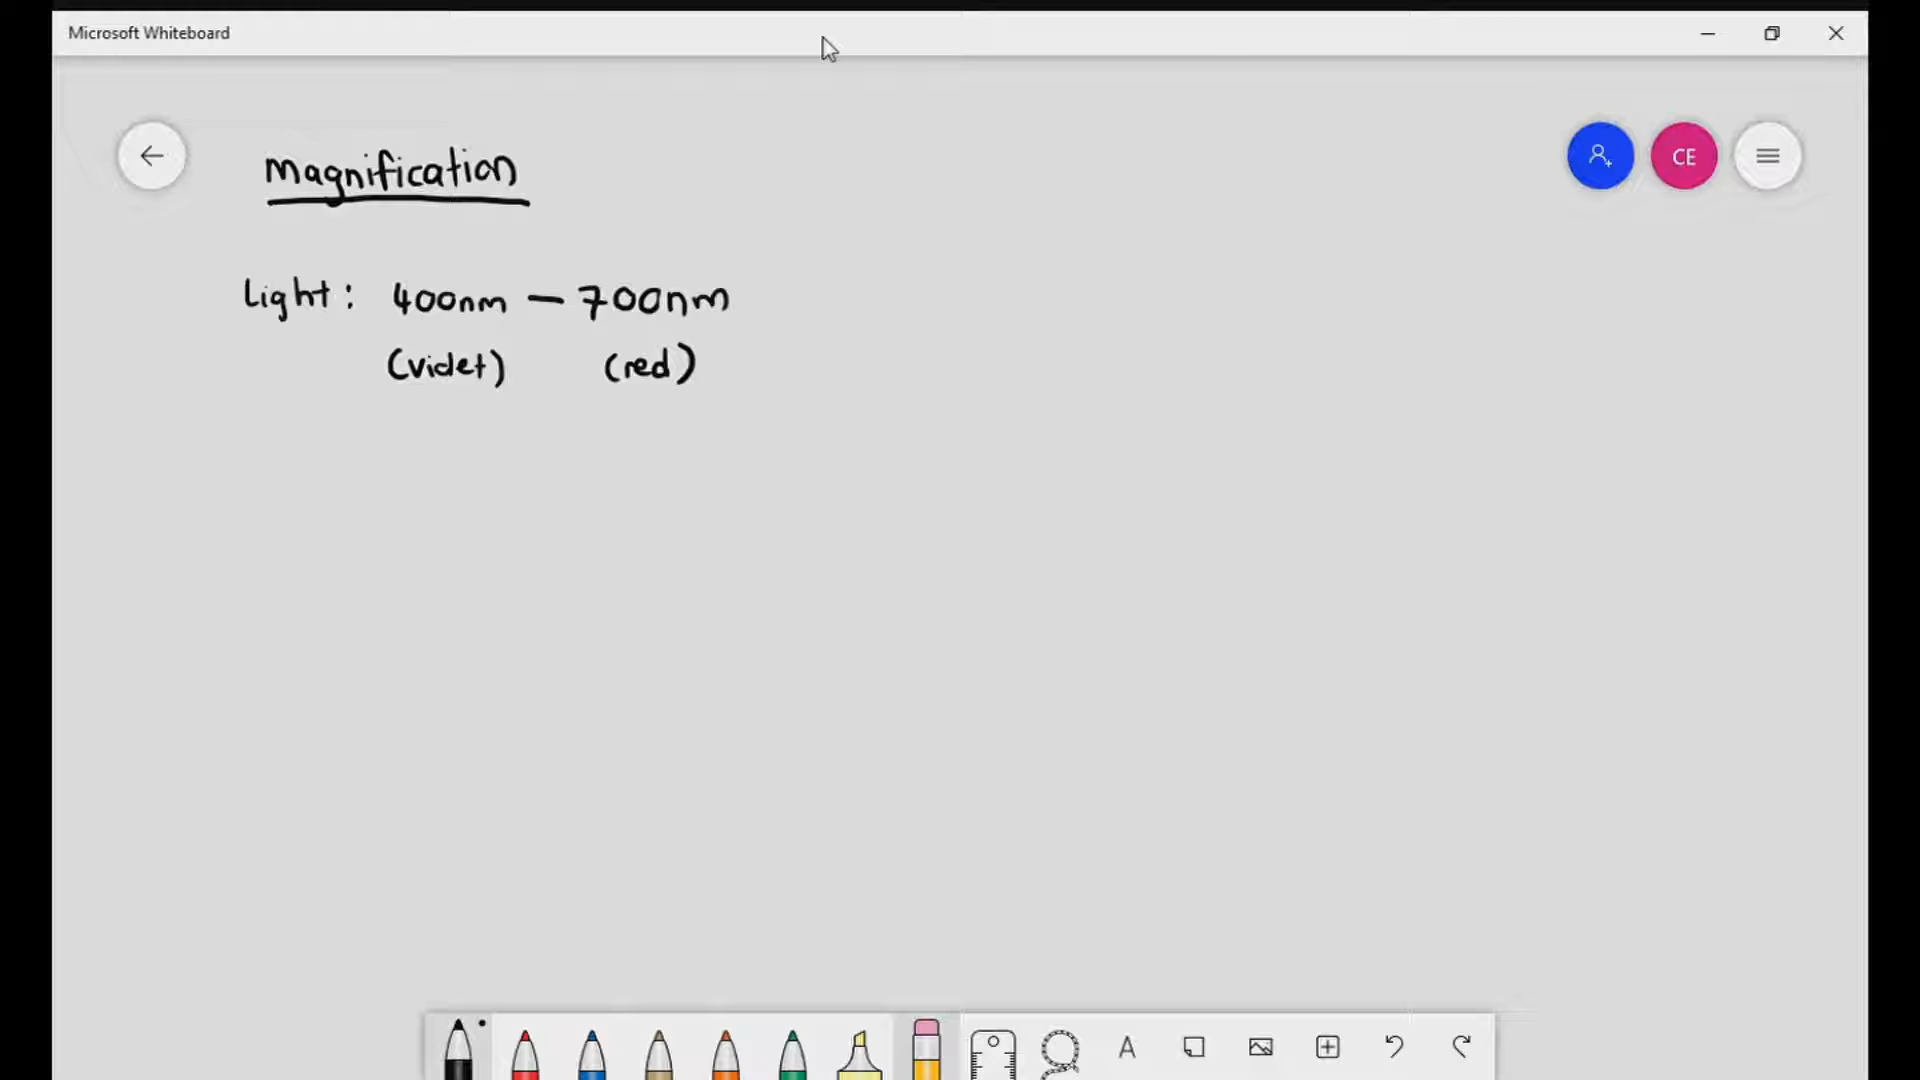 Microsoft Whiteboard
CE
Magnification
Light: 400nm – 700nm
(violet) (red)
A